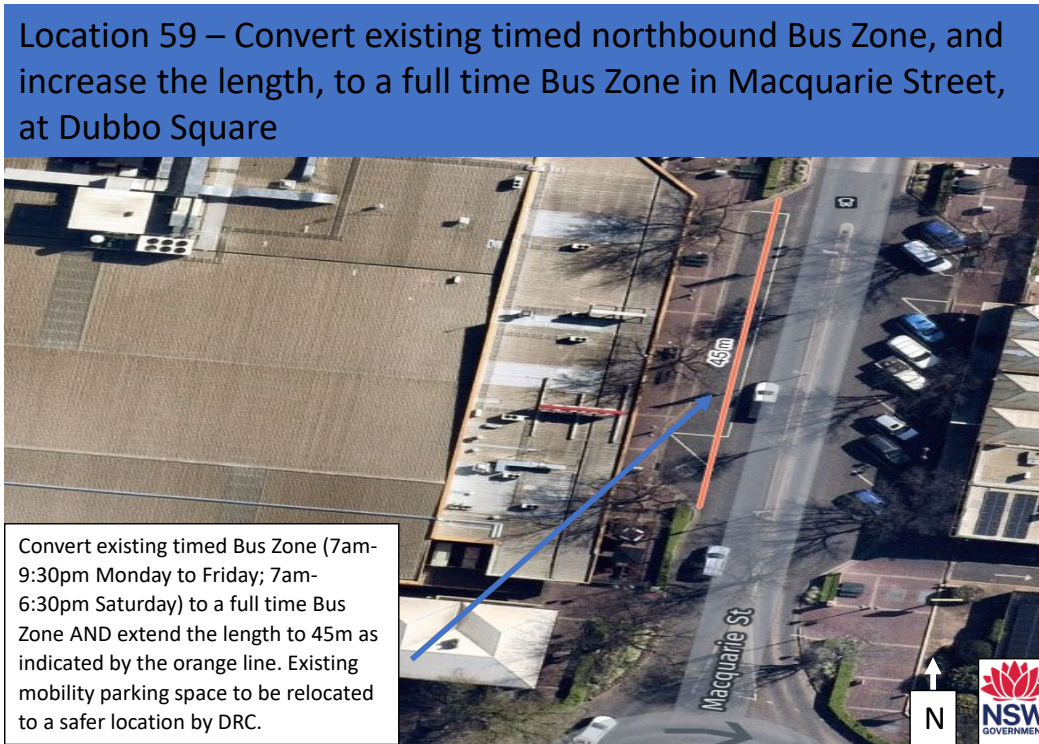 Location 59 – Convert existing timed northbound Bus Zone, and
increase the length, to a full time Bus Zone in Macquarie Street,
at Dubbo Square
45 m
Convert existing timed Bus Zone (7am-
9:30pm Monday to Friday; 7am-
6:30pm Saturday) to a full time Bus
Zone AND extend the length to 45m as
indicated by the orange line. Existing
mobility parking space to be relocated
to a safer location by DRC.
Macquarie St
N
NSW
GOVERNMENT